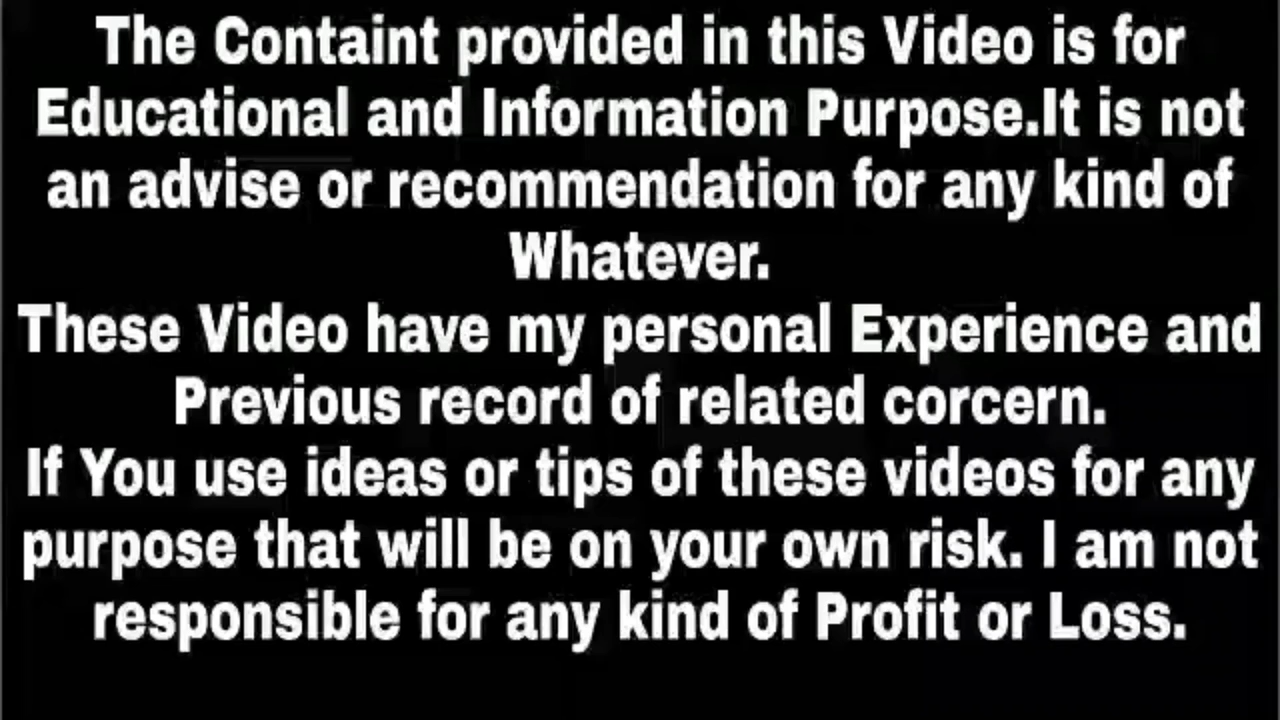 The Containt provided in this Video is for
Educational and Information Purpose.It is not
an advise or recommendation for any kind of
Whatever.
These Video have my personal Experience and
Previous record of related corcern.
If You use ideas or tips of these videos for any
purpose that will be on your own risk. I am not
responsible for any kind of Profit or Loss.